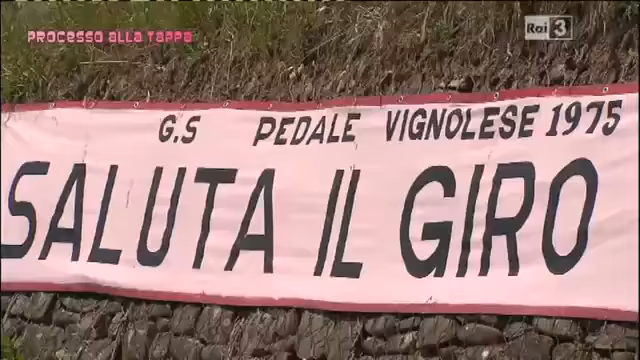 PROCESSO ALLA TAPPA
Rai 3
G.S PEDALE VIGNOLESE 1975
SALUTA IL GIRO